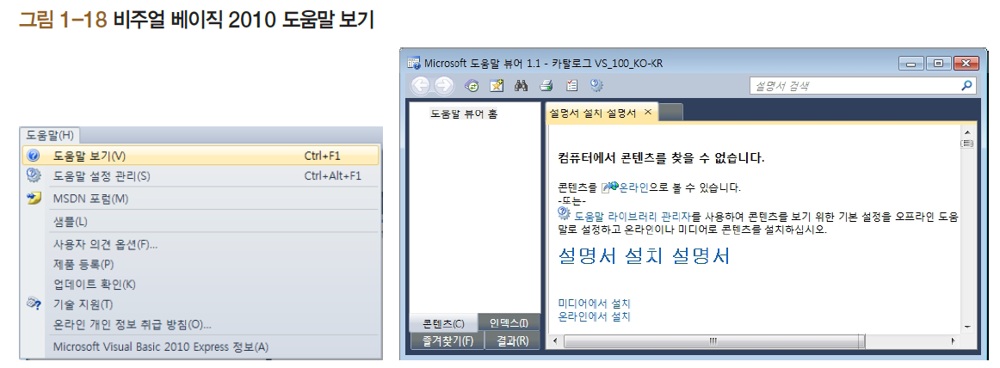 그림 1-18 비주얼 베이직 2010 도움말 보기
도움말(H)
도움말 보기(V) Ctrl+F1
도움말 설정 관리(S) Ctrl+Alt+F1
MSDN 포럼(M)
샘플(L)
사용자 의견 옵션(F)...
제품 등록(P)
업데이트 확인(K)
기술 지원(T)
온라인 개인 정보 취급 방침(O)...
Microsoft Visual Basic 2010 Express 정보(A)
Microsoft 도움말 뷰어 1.1 - 카탈로그 VS_100_KO-KR
설명서 검색
도움말 뷰어 홈
콘텐츠(C) 인덱스(I)
즐겨찾기(F) 결과(R)
설명서 설치 설명서
컴퓨터에서 콘텐츠를 찾을 수 없습니다.
콘텐츠를 온라인으로 볼 수 있습니다.
-또는-
도움말 라이브러리 관리자를 사용하여 콘텐츠를 보기 위한 기본 설정을 오프라인 도움
말로 설정하고 온라인이나 미디어로 콘텐츠를 설치하십시오.
설명서 설치 설명서
미디어에서 설치
온라인에서 설치